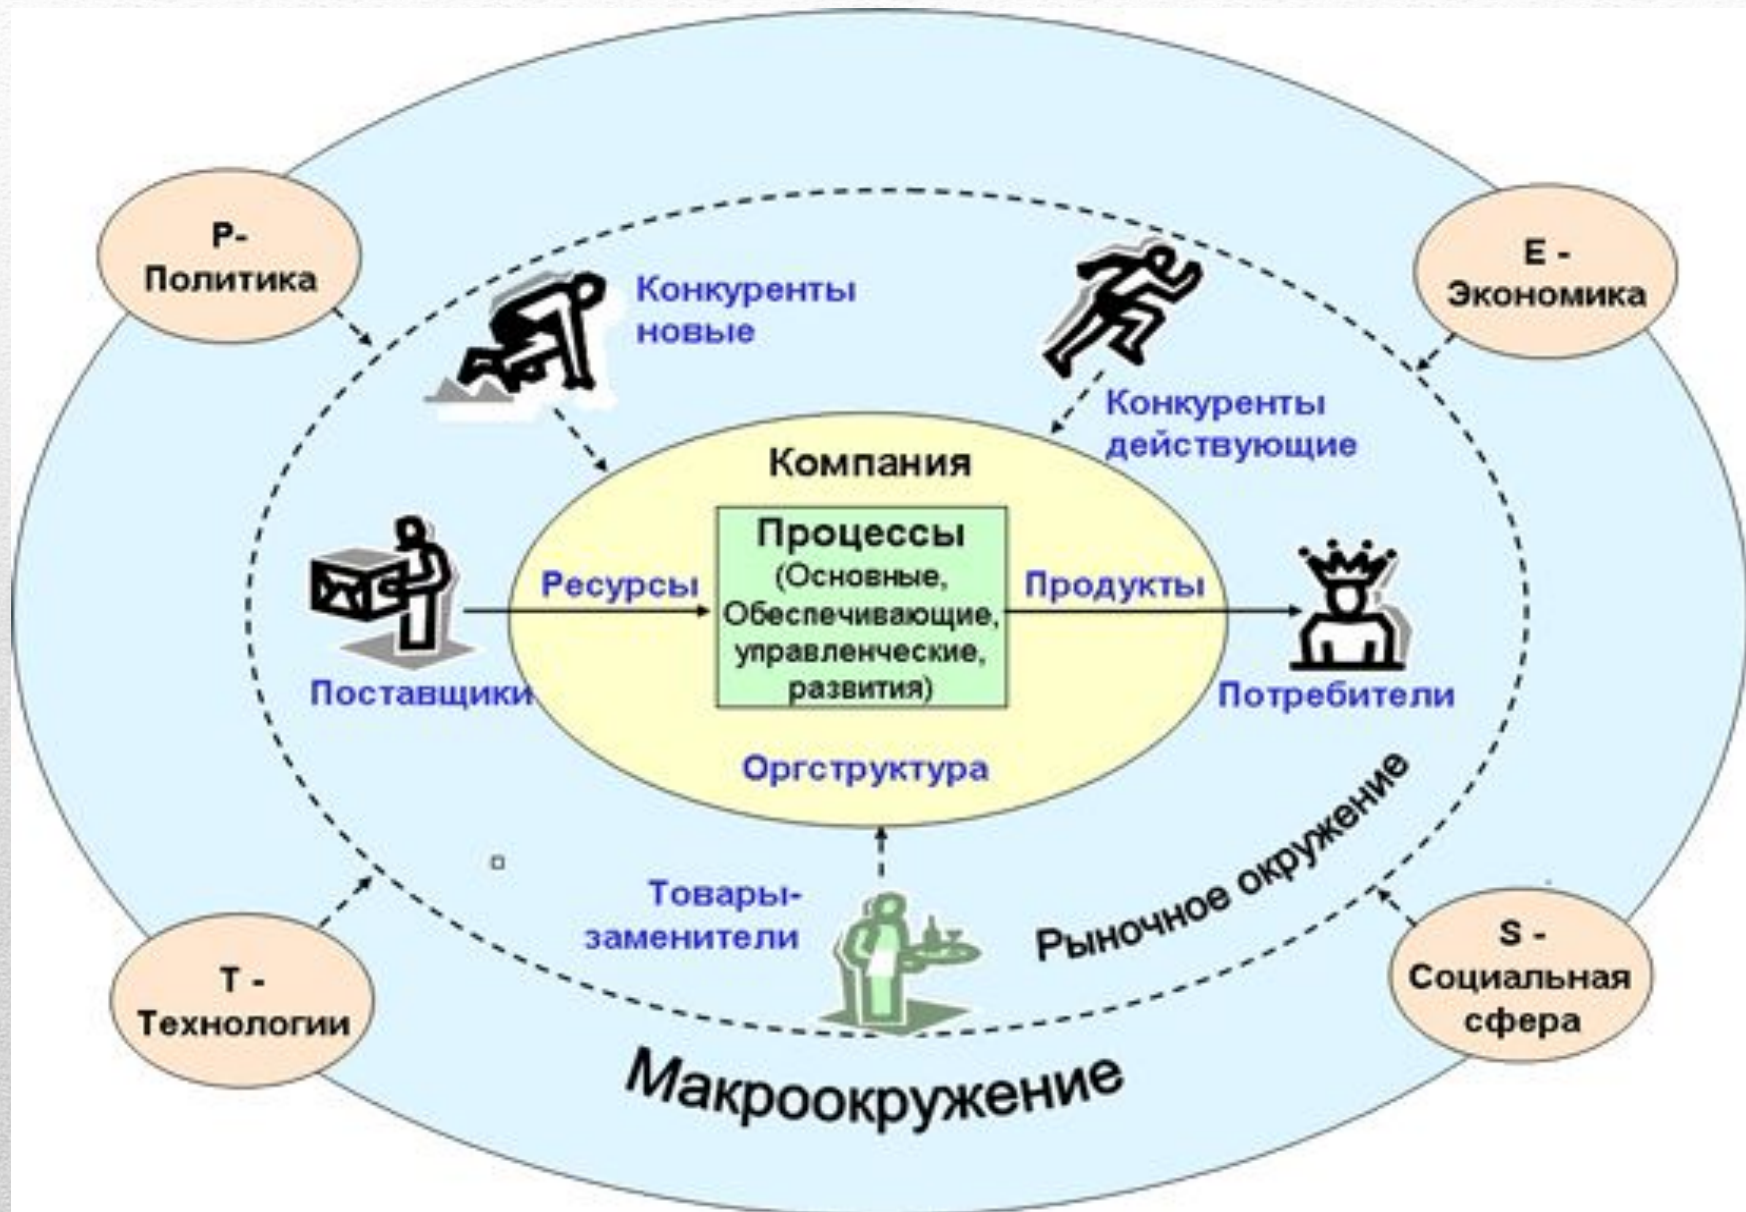 P-
Политика
E -
Экономика
Конкуренты
новые
Конкуренты
действующие
Компания
Процессы
(Основные,
Обеспечивающие,
управленческие,
развития)
Ресурсы
Продукты
Поставщики
Потребители
Оргструктура
Товары-
заменители
Рыночное окружение
T -
Технологии
S -
Социальная
сфера
Макроокружение